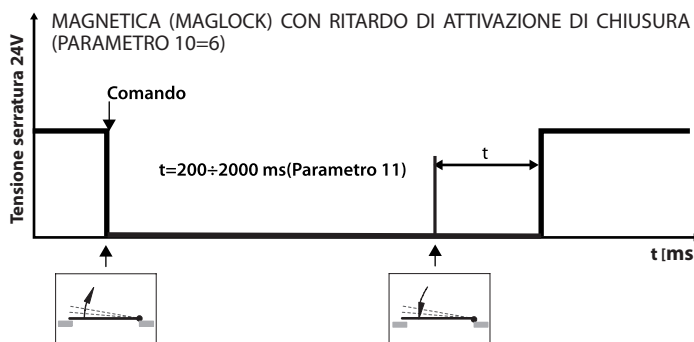 MAGNETICA (MAGLOCK) CON RITARDO DI ATTIVAZIONE DI CHIUSURA
(PARAMETRO 10=6)
Tensione serratura 24V
Comando
t=200÷2000 ms(Parametro 11)
t
t [ms